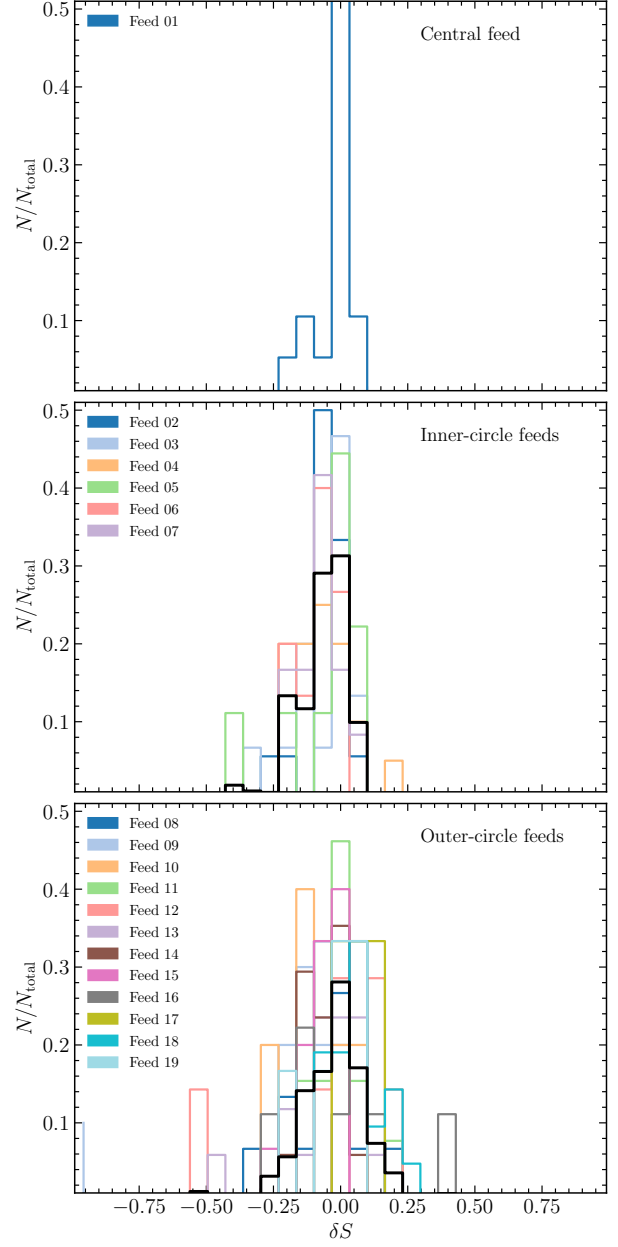 0.5
Feed 01
Central feed
0.4
0.3
N/N_total
0.2
0.1
0.5
Feed 02
Inner-circle feeds
Feed 03
Feed 04
0.4
Feed 05
Feed 06
Feed 07
0.3
N/N_total
0.2
0.1
0.5
Feed 08
Outer-circle feeds
Feed 09
Feed 10
Feed 11
0.4
Feed 12
Feed 13
Feed 14
Feed 15
0.3
Feed 16
N/N_total
Feed 17
Feed 18
0.2
Feed 19
0.1
−0.75 −0.50 −0.25 0.00 0.25 0.50 0.75
δS